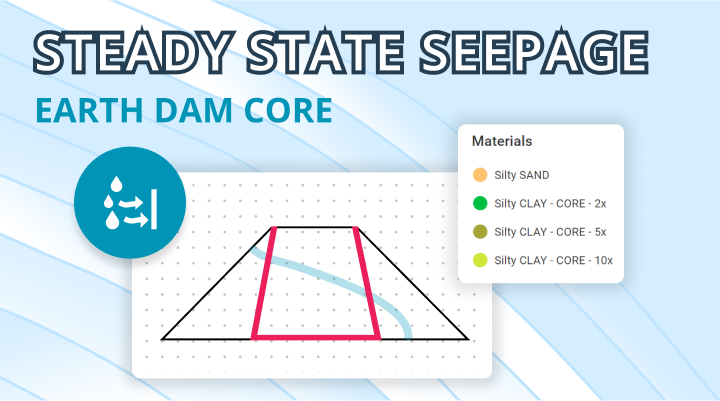 STEADY STATE SEEPAGE
EARTH DAM CORE
Materials
Silty SAND
Silty CLAY - CORE - 2x
Silty CLAY - CORE - 5x
Silty CLAY - CORE - 10x